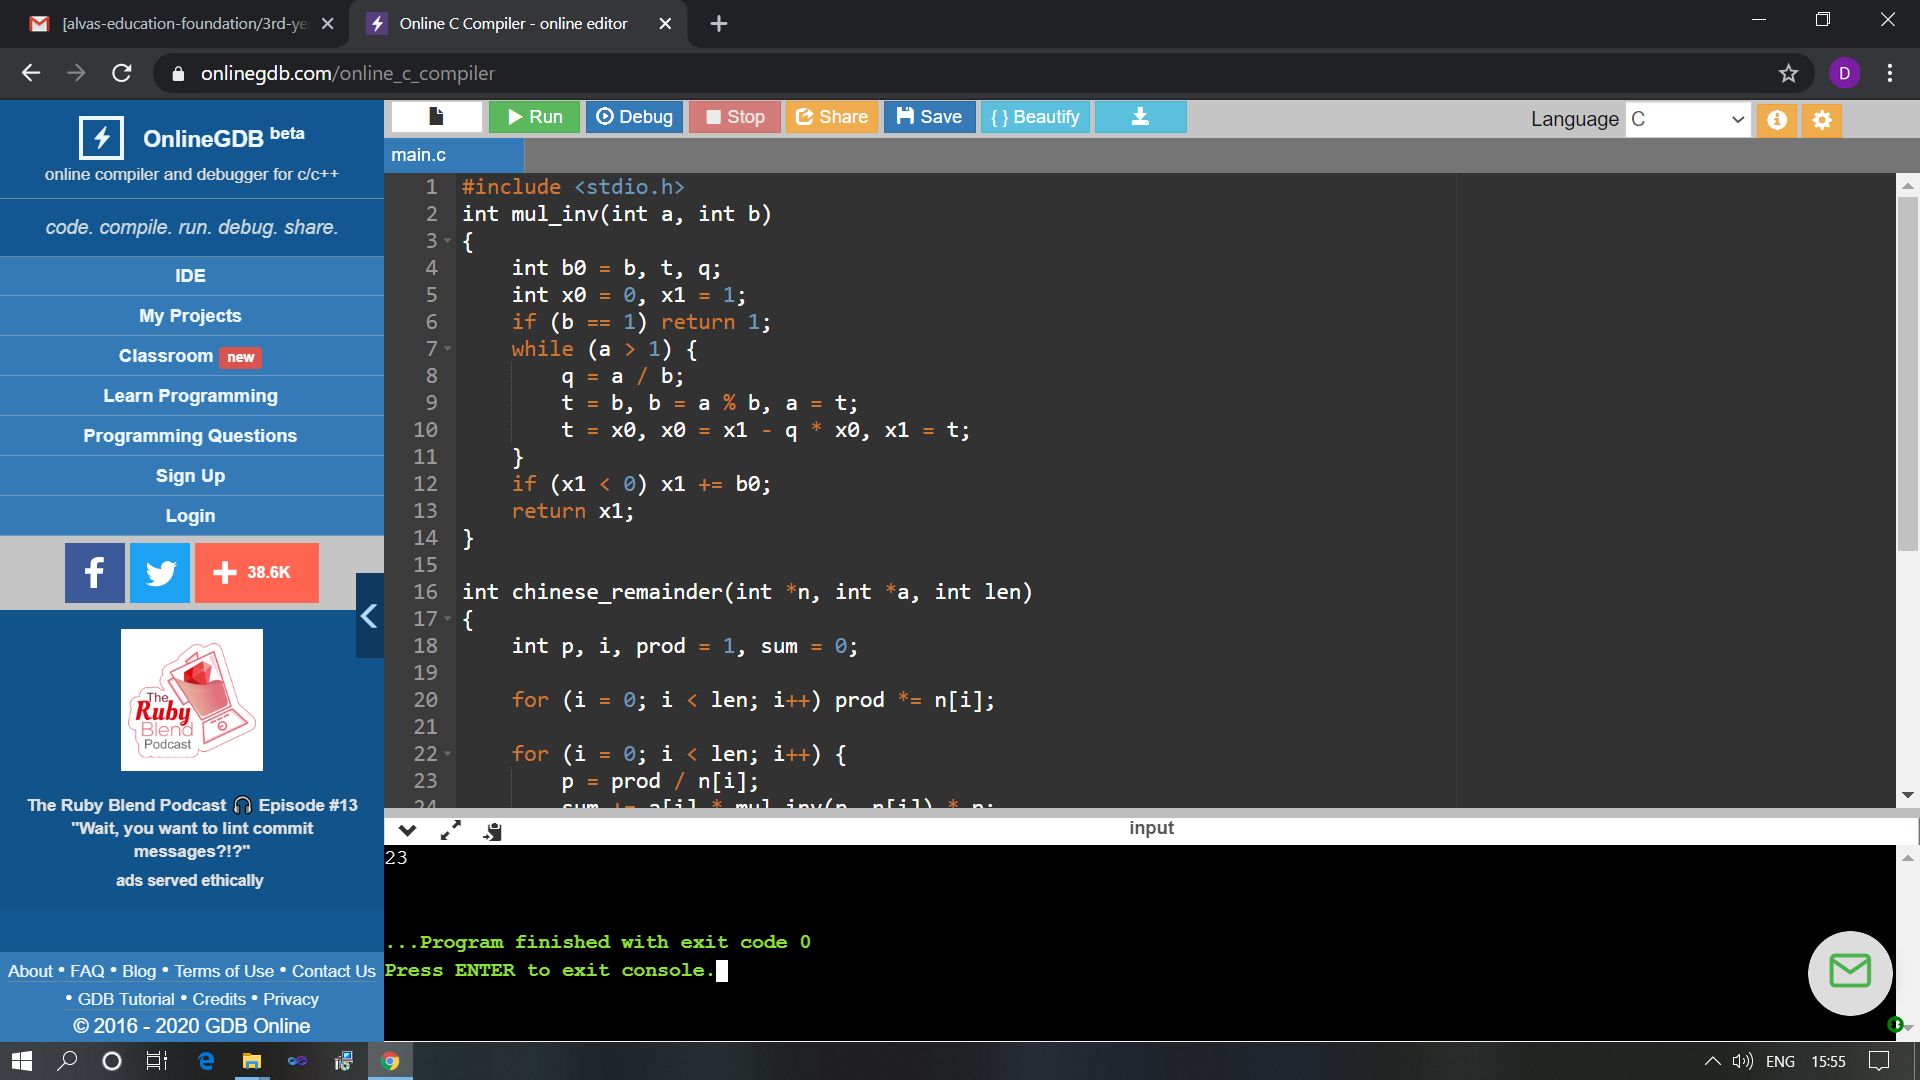 [alvas-education-foundation/3rd-ye
Online C Compiler - online editor
onlinegdb.com/online_c_compiler
D
OnlineGDB beta
online compiler and debugger for c/c++
code. compile. run. debug. share.
IDE
My Projects
Classroom new
Learn Programming
Programming Questions
Sign Up
Login
f
38.6K
The
Ruby
Blend
Podcast
The Ruby Blend Podcast 🎧 Episode #13
"Wait, you want to lint commit
messages?!?"
ads served ethically
About • FAQ • Blog • Terms of Use • Contact Us
• GDB Tutorial • Credits • Privacy
© 2016 - 2020 GDB Online
Run Debug Stop Share Save { } Beautify
Language C
main.c
1 #include <stdio.h>
2 int mul_inv(int a, int b)
3 {
4     int b0 = b, t, q;
5     int x0 = 0, x1 = 1;
6     if (b == 1) return 1;
7     while (a > 1) {
8         q = a / b;
9         t = b, b = a % b, a = t;
10         t = x0, x0 = x1 - q * x0, x1 = t;
11     }
12     if (x1 < 0) x1 += b0;
13     return x1;
14 }
15
16 int chinese_remainder(int *n, int *a, int len)
17 {
18     int p, i, prod = 1, sum = 0;
19
20     for (i = 0; i < len; i++) prod *= n[i];
21
22     for (i = 0; i < len; i++) {
23         p = prod / n[i];
24         sum += a[i] * mul_inv(p, n[i]) * p;
input
23
...Program finished with exit code 0
Press ENTER to exit console.
ENG 15:55